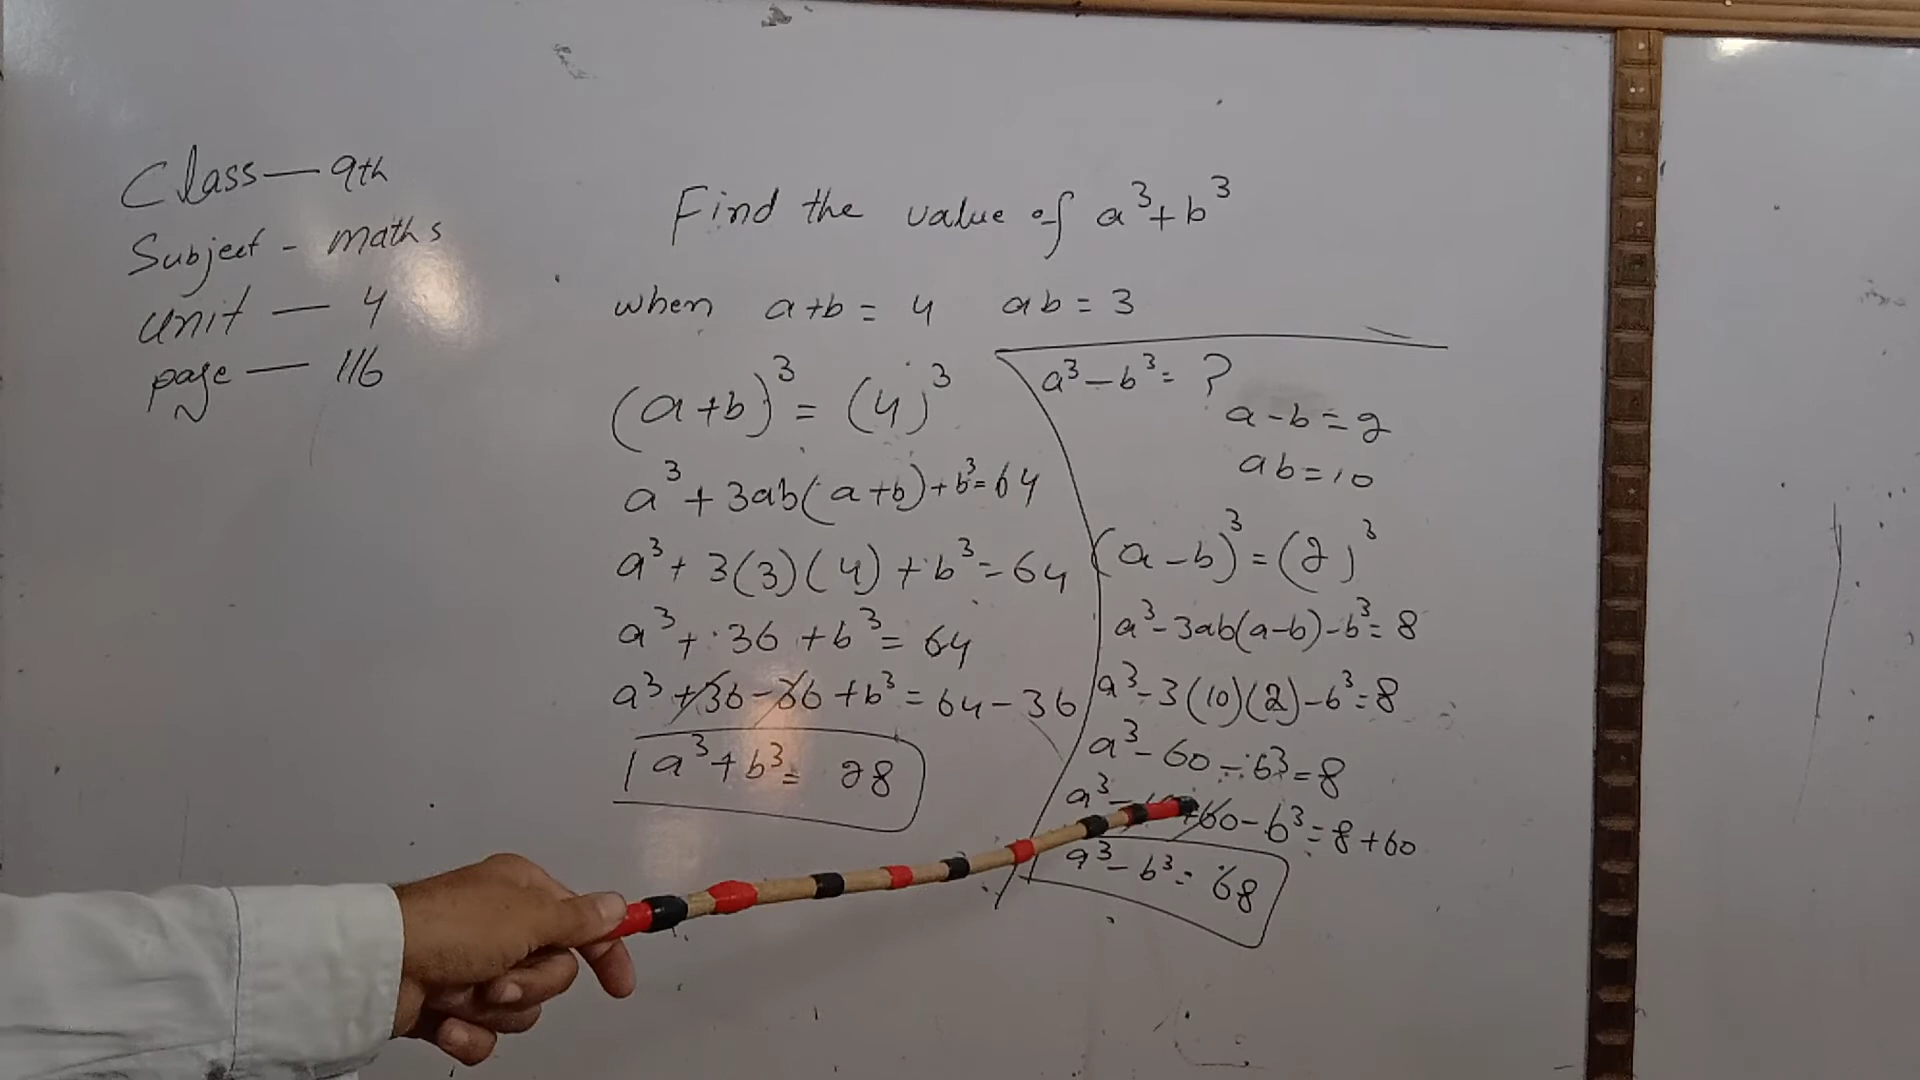 Class — 9th
Subject - maths
unit — 4
page — 116
Find the value of a³+b³
when a+b = 4 ab = 3
(a+b)³ = (4)³
a³ + 3ab(a+b)+b³=64
a³ + 3(3)(4) + b³ = 64
a³ + 36 + b³ = 64
a³ +36-36 +b³ = 64-36
a³+b³ = 28
a³-b³ = ?
a-b = 2
ab = 10
(a-b)³ = (2)³
a³-3ab(a-b)-b³= 8
a³-3(10)(2)-b³=8
a³-60-b³=8
a³- +60-b³=8+60
a³-b³= 68